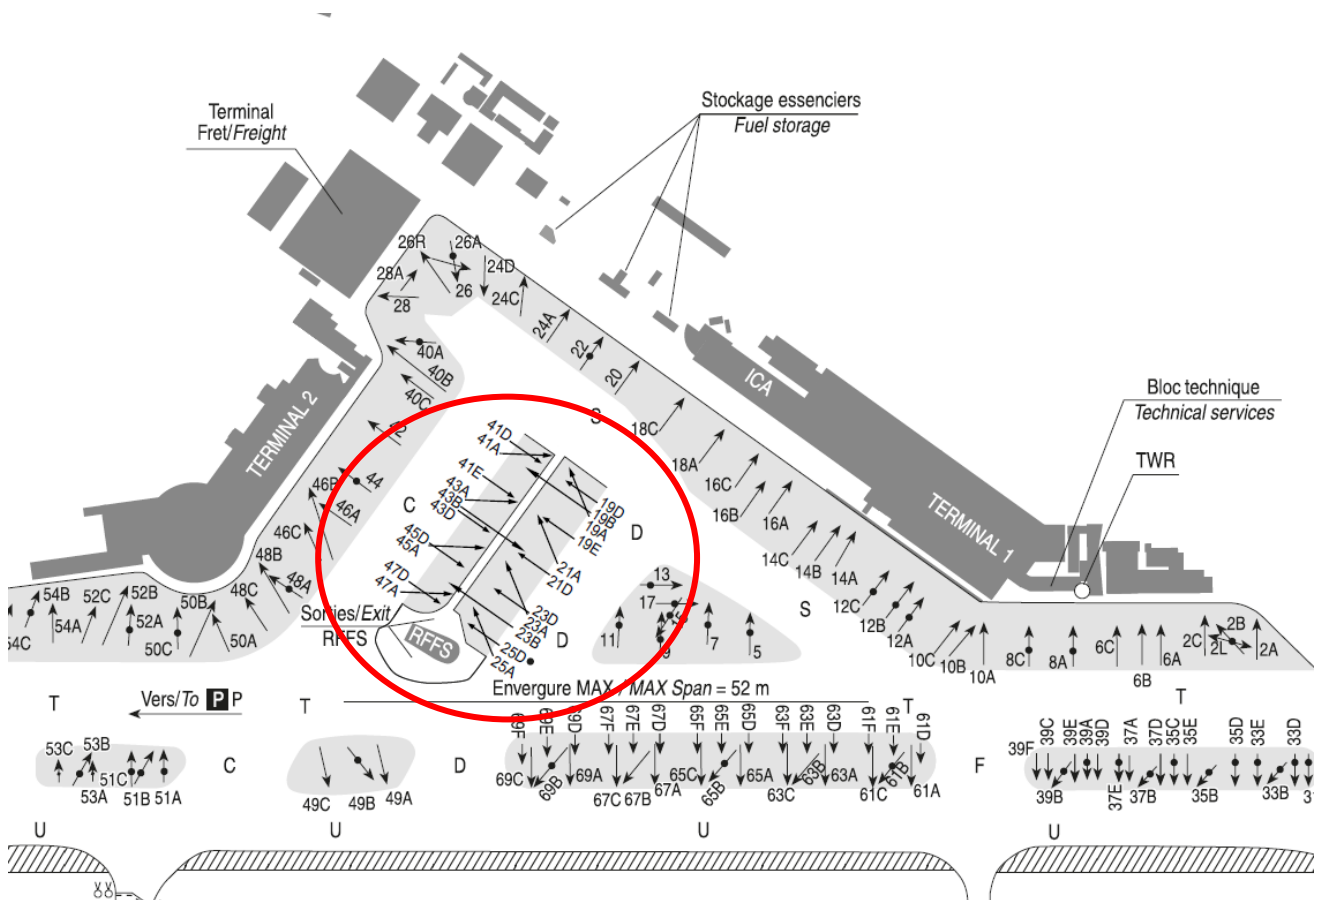 Terminal
Fret/Freight
Stockage essenciers
Fuel storage
26R
26A
24D
28A
26
28
24C
24A
22
20
40A
40B
40C
42
44
TERMINAL 2
ICA
Bloc technique
Technical services
TWR
TERMINAL 1
S
18C
18A
16C
16B
16A
14C
14B
14A
12C
12B
12A
10C
10B
10A
8C
8A
6C
6B
6A
2C
2B
2L
2A
41D
41A
41E
43A
43B
43D
45D
45A
47D
47A
C
19D
19B
19A
19E
21A
21D
23D
23A
23B
25D
25A
D
D
46B
46A
46C
48B
48A
48C
54B
54A
54C
52C
52B
52A
50B
50C
50A
Sorties/Exit
RFFS
RFFS
13
17
15
11
19
7
5
S
Envergure MAX / MAX Span = 52 m
T
Vers/To P P
T
T
T
53C
53B
51C
53A
51B
51A
C
49C
49B
49A
D
69F
69E
69D
67F
67E
67D
65F
65E
65D
63F
63E
63D
61F
61E
61D
69C
69B
69A
67C
67B
67A
65C
65B
65A
63C
63B
63A
61C
61B
61A
F
39F
39C
39E
39A
39D
37A
37D
35C
35E
35D
33E
33D
39B
37E
37B
35B
33B
U
U
U
U